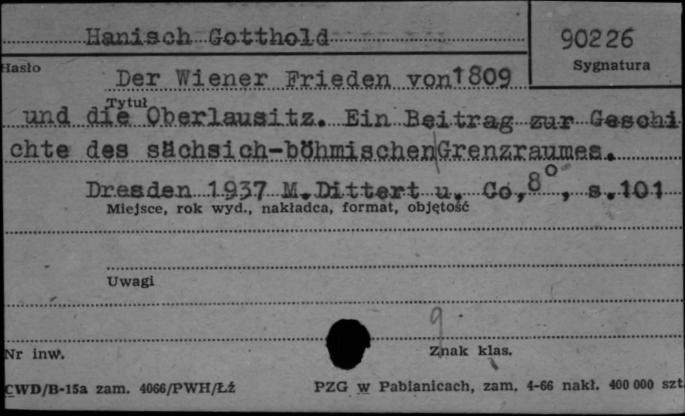 Hanisch Gotthold
90226
Hasło
Sygnatura
Der Wiener Frieden von 1809
Tytuł
und die Oberlausitz. Ein Beitrag zur Geschi
chte des sächsich-böhmischen Grenzraumes.
Dresden 1937 M.Dittert u. Co, 8°, s.101
Miejsce, rok wyd., nakładca, format, objętość
Uwagi
9
Nr inw.
Znak klas.
CWD/B-15a zam. 4066/PWH/Łź
PZG w Pabianicach, zam. 4-66 nakł. 400 000 szt.